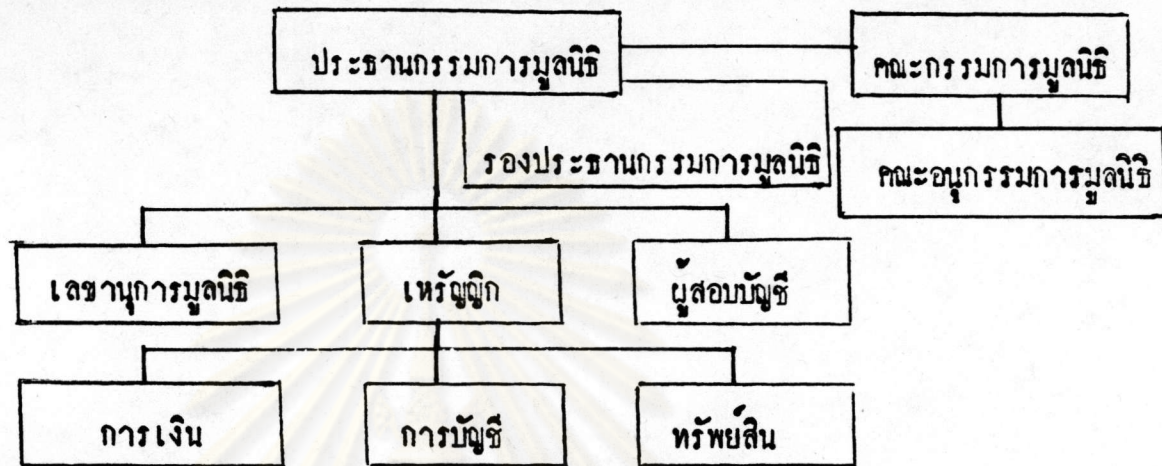 ประธานกรรมการมูลนิธิ
คณะกรรมการมูลนิธิ
รองประธานกรรมการมูลนิธิ
คณะอนุกรรมการมูลนิธิ
เลขานุการมูลนิธิ
เหรัญญิก
ผู้สอบบัญชี
การเงิน
การบัญชี
ทรัพย์สิน